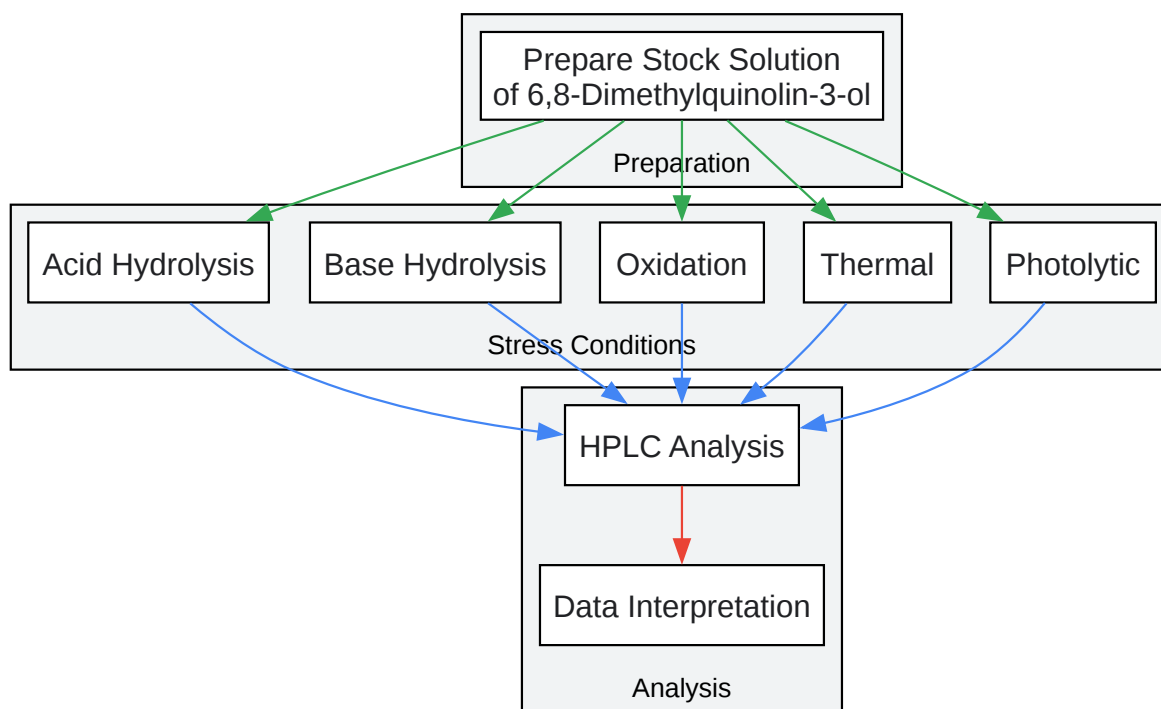 Prepare Stock Solution
of 6,8-Dimethylquinolin-3-ol
Preparation
Acid Hydrolysis
Base Hydrolysis
Oxidation
Thermal
Photolytic
Stress Conditions
HPLC Analysis
Data Interpretation
Analysis